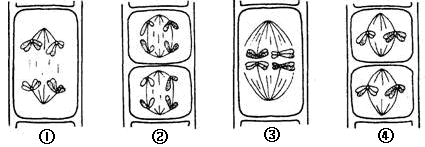 ① ② ③ ④